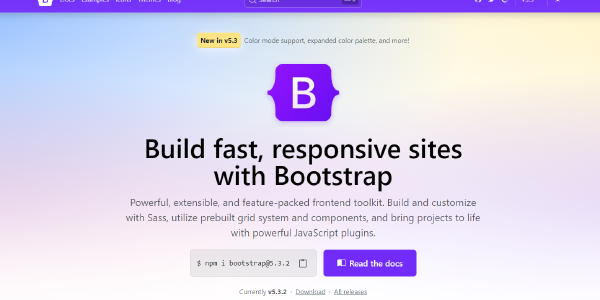 B Docs Examples Icons Themes Blog Search v5.3
New in v5.3 Color mode support, expanded color palette, and more!
B
Build fast, responsive sites
with Bootstrap
Powerful, extensible, and feature-packed frontend toolkit. Build and customize
with Sass, utilize prebuilt grid system and components, and bring projects to life
with powerful JavaScript plugins.
$ npm i bootstrap@5.3.2 Read the docs
Currently v5.3.2 · Download · All releases